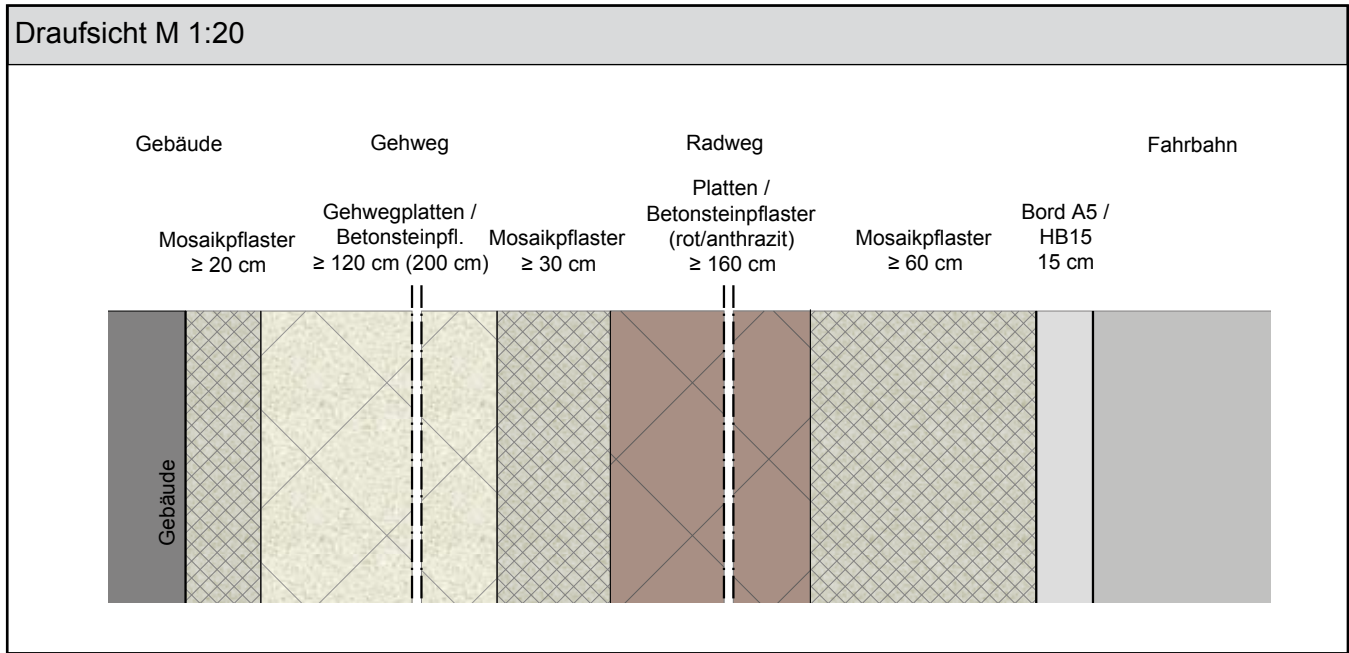 Draufsicht M 1:20
Gebäude
Gehweg
Radweg
Fahrbahn
Mosaikpflaster
≥ 20 cm
Gehwegplatten /
Betonsteinpfl.
≥ 120 cm (200 cm)
Mosaikpflaster
≥ 30 cm
Platten /
Betonsteinpflaster
(rot/anthrazit)
≥ 160 cm
Mosaikpflaster
≥ 60 cm
Bord A5 /
HB15
15 cm
Gebäude